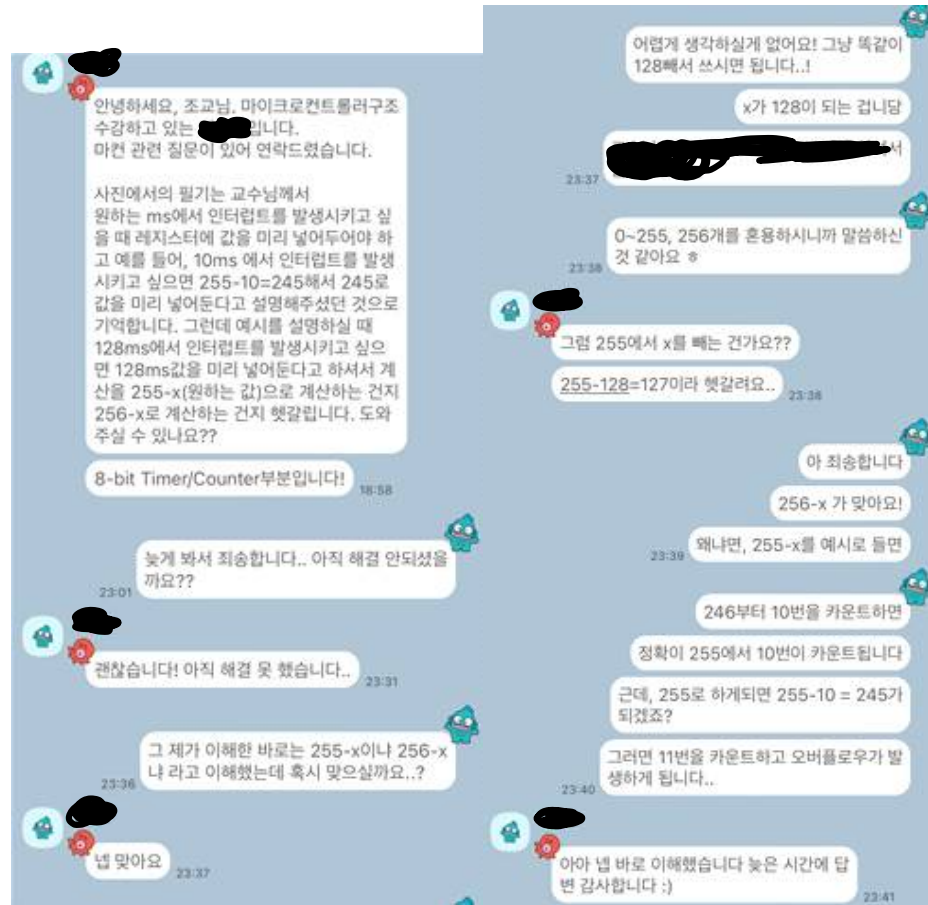 안녕하세요, 조교님. 마이크로컨트롤러구조
수강하고 있는 입니다.
마컨 관련 질문이 있어 연락드렸습니다.
사진에서의 필기는 교수님께서
원하는 ms에서 인터럽트를 발생시키고 싶
을 때 레지스터에 값을 미리 넣어두어야 하
고 예를 들어, 10ms 에서 인터럽트를 발생
시키고 싶으면 255-10=245해서 245로
값을 미리 넣어둔다고 설명해주셨던 것으로
기억합니다. 그런데 예시를 설명하실 때
128ms에서 인터럽트를 발생시키고 싶으
면 128ms값을 미리 넣어둔다고 하셔서 계
산을 255-x(원하는 값)으로 계산하는 건지
256-x로 계산하는 건지 헷갈립니다. 도와
주실 수 있나요??
8-bit Timer/Counter부분입니다!
18:58
늦게 봐서 죄송합니다.. 아직 해결 안되셨을
까요??
23:01
괜찮습니다! 아직 해결 못 했습니다..
23:31
그 제가 이해한 바로는 255-x이냐 256-x
냐 라고 이해했는데 혹시 맞으실까요..?
23:36
넵 맞아요
23:37
어렵게 생각하실게 없어요! 그냥 똑같이
128빼서 쓰시면 됩니다..!
x가 128이 되는 겁니당
서
23:37
0~255, 256개를 혼용하시니까 말씀하신
것 같아요 ㅎ
23:38
그럼 255에서 x를 빼는 건가요??
255-128=127이라 헷갈려요..
23:38
아 죄송합니다
256-x 가 맞아요!
왜냐면, 255-x를 예시로 들면
23:39
246부터 10번을 카운트하면
정확이 255에서 10번이 카운트됩니다
근데, 255로 하게되면 255-10 = 245가
되겠죠?
그러면 11번을 카운트하고 오버플로우가 발
생하게 됩니다..
23:40
아아 넵 바로 이해했습니다 늦은 시간에 답
변 감사합니다 :)
23:41